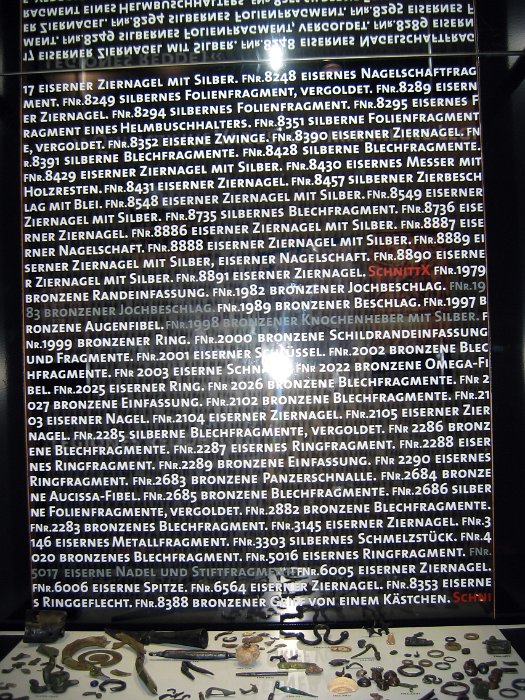 17 eiserner Ziernagel mit Silber. FNr.8248 eisernes Nagelschaftfrag
ment. FNr.8249 silbernes Folienfragment, vergoldet. FNr.8289 eisern
er Ziernagel. FNr.8294 silbernes Folienfragment. FNr.8295 eisernes F
ragment eines Helmbuschhalters. FNr.8351 silberne Folienfragment
e, vergoldet. FNr.8352 eiserne Zwinge. FNr.8390 eiserner Ziernagel. FN
r.8391 silberne Blechfragmente. FNr.8428 silberne Blechfragmente.
FNr.8429 eiserner Ziernagel mit Silber. FNr.8430 eisernes Messer mit
Holzresten. FNr.8431 eiserner Ziernagel. FNr.8457 silberner Zierbesch
lag mit Blei. FNr.8548 eiserner Ziernagel mit Silber. FNr.8549 eiserner
Ziernagel mit Silber. FNr.8735 silbernes Blechfragment. FNr.8736 eise
rner Ziernagel. FNr.8886 eiserner Ziernagel mit Silber. FNr.8887 eise
rner Nagelschaft. FNr.8888 eiserner Ziernagel mit Silber. FNr.8889 ei
serner Ziernagel mit Silber, eiserner Nagelschaft. FNr.8890 eiserne
r Ziernagel mit Silber. FNr.8891 eiserner Ziernagel. SchnittX FNr.1979
bronzene Randeinfassung. FNr.1982 bronzener Jochbeschlag. FNr.19
83 bronzener Jochbeschlag. FNr.1989 bronzener Beschlag. FNr.1997 b
ronzene Augenfibel. FNr.1998 bronzener Knochenheber mit Silber. F
Nr.1999 bronzener Ring. FNr.2000 bronzene Schildrandeinfassung
und Fragmente. FNr.2001 eiserner Schlüssel. FNr.2002 bronzene Blec
hfragmente. FNr 2003 eiserne FNr 2022 bronzene Omega-Fi
bel. FNr.2025 eiserner Ring. FNr 2026 bronzene Blechfragmente. FNr 2
027 bronzene Einfassung. FNr.2102 bronzene Blechfragmente. FNr.21
03 eiserner Nagel. FNr.2104 eiserner Ziernagel. FNr.2105 eiserner Zier
nagel. FNr.2285 silberne Blechfragmente, vergoldet. FNr 2286 bronz
ene Blechfragmente. FNr.2287 eisernes Ringfragment. FNr.2288 eiser
nes Ringfragment. FNr.2289 bronzene Einfassung. FNr 2290 eisernes
Ringfragment. FNr.2683 bronzene Panzerschnalle. FNr.2684 bronze
ne Aucissa-Fibel. FNr.2685 bronzene Blechfragmente. FNr.2686 silber
ne Folienfragmente, vergoldet. FNr.2882 bronzene Blechfragmente.
FNr.2283 bronzenes Blechfragment. FNr.3145 eiserner Ziernagel. FNr.3
146 eisernes Metallfragment. FNr.3303 silbernes Schmelzstück. FNr.4
020 bronzenes Blechfragment. FNr.5016 eisernes Ringfragment. FNr.
5017 eiserne Nadel und Stiftfragment. FNr.6005 eiserner Ziernagel.
FNr.6006 eiserne Spitze. FNr.6564 eiserner Ziernagel. FNr.8353 eiserne
s Ringgeflecht. FNr.8388 bronzener Griff von einem Kästchen. Schni